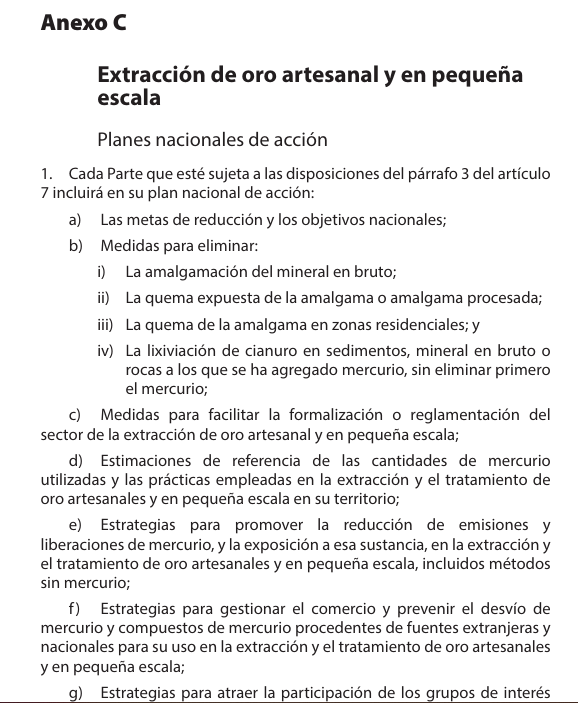 Anexo C
Extracción de oro artesanal y en pequeña
escala
Planes nacionales de acción
1. Cada Parte que esté sujeta a las disposiciones del párrafo 3 del artículo
7 incluirá en su plan nacional de acción:
a) Las metas de reducción y los objetivos nacionales;
b) Medidas para eliminar:
i) La amalgamación del mineral en bruto;
ii) La quema expuesta de la amalgama o amalgama procesada;
iii) La quema de la amalgama en zonas residenciales; y
iv) La lixiviación de cianuro en sedimentos, mineral en bruto o
rocas a los que se ha agregado mercurio, sin eliminar primero
el mercurio;
c) Medidas para facilitar la formalización o reglamentación del
sector de la extracción de oro artesanal y en pequeña escala;
d) Estimaciones de referencia de las cantidades de mercurio
utilizadas y las prácticas empleadas en la extracción y el tratamiento de
oro artesanales y en pequeña escala en su territorio;
e) Estrategias para promover la reducción de emisiones y
liberaciones de mercurio, y la exposición a esa sustancia, en la extracción y
el tratamiento de oro artesanales y en pequeña escala, incluidos métodos
sin mercurio;
f) Estrategias para gestionar el comercio y prevenir el desvío de
mercurio y compuestos de mercurio procedentes de fuentes extranjeras y
nacionales para su uso en la extracción y el tratamiento de oro artesanales
y en pequeña escala;
g) Estrategias para atraer la participación de los grupos de interés